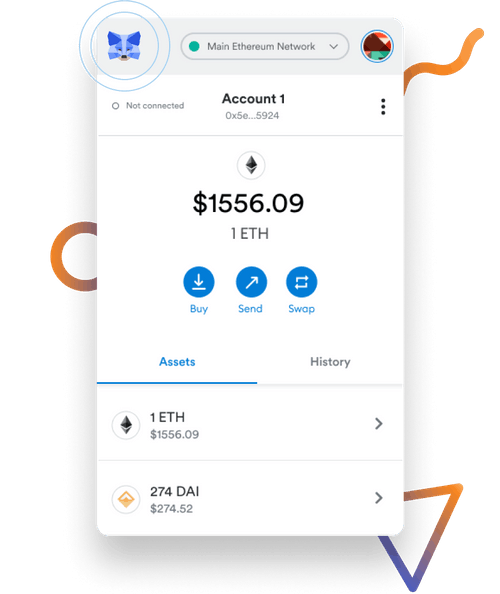 Main Ethereum Network
Not connected
Account 1
0x5e...5924
$1556.09
1 ETH
Buy
Send
Swap
Assets
History
1 ETH
$1556.09
274 DAI
$274.52